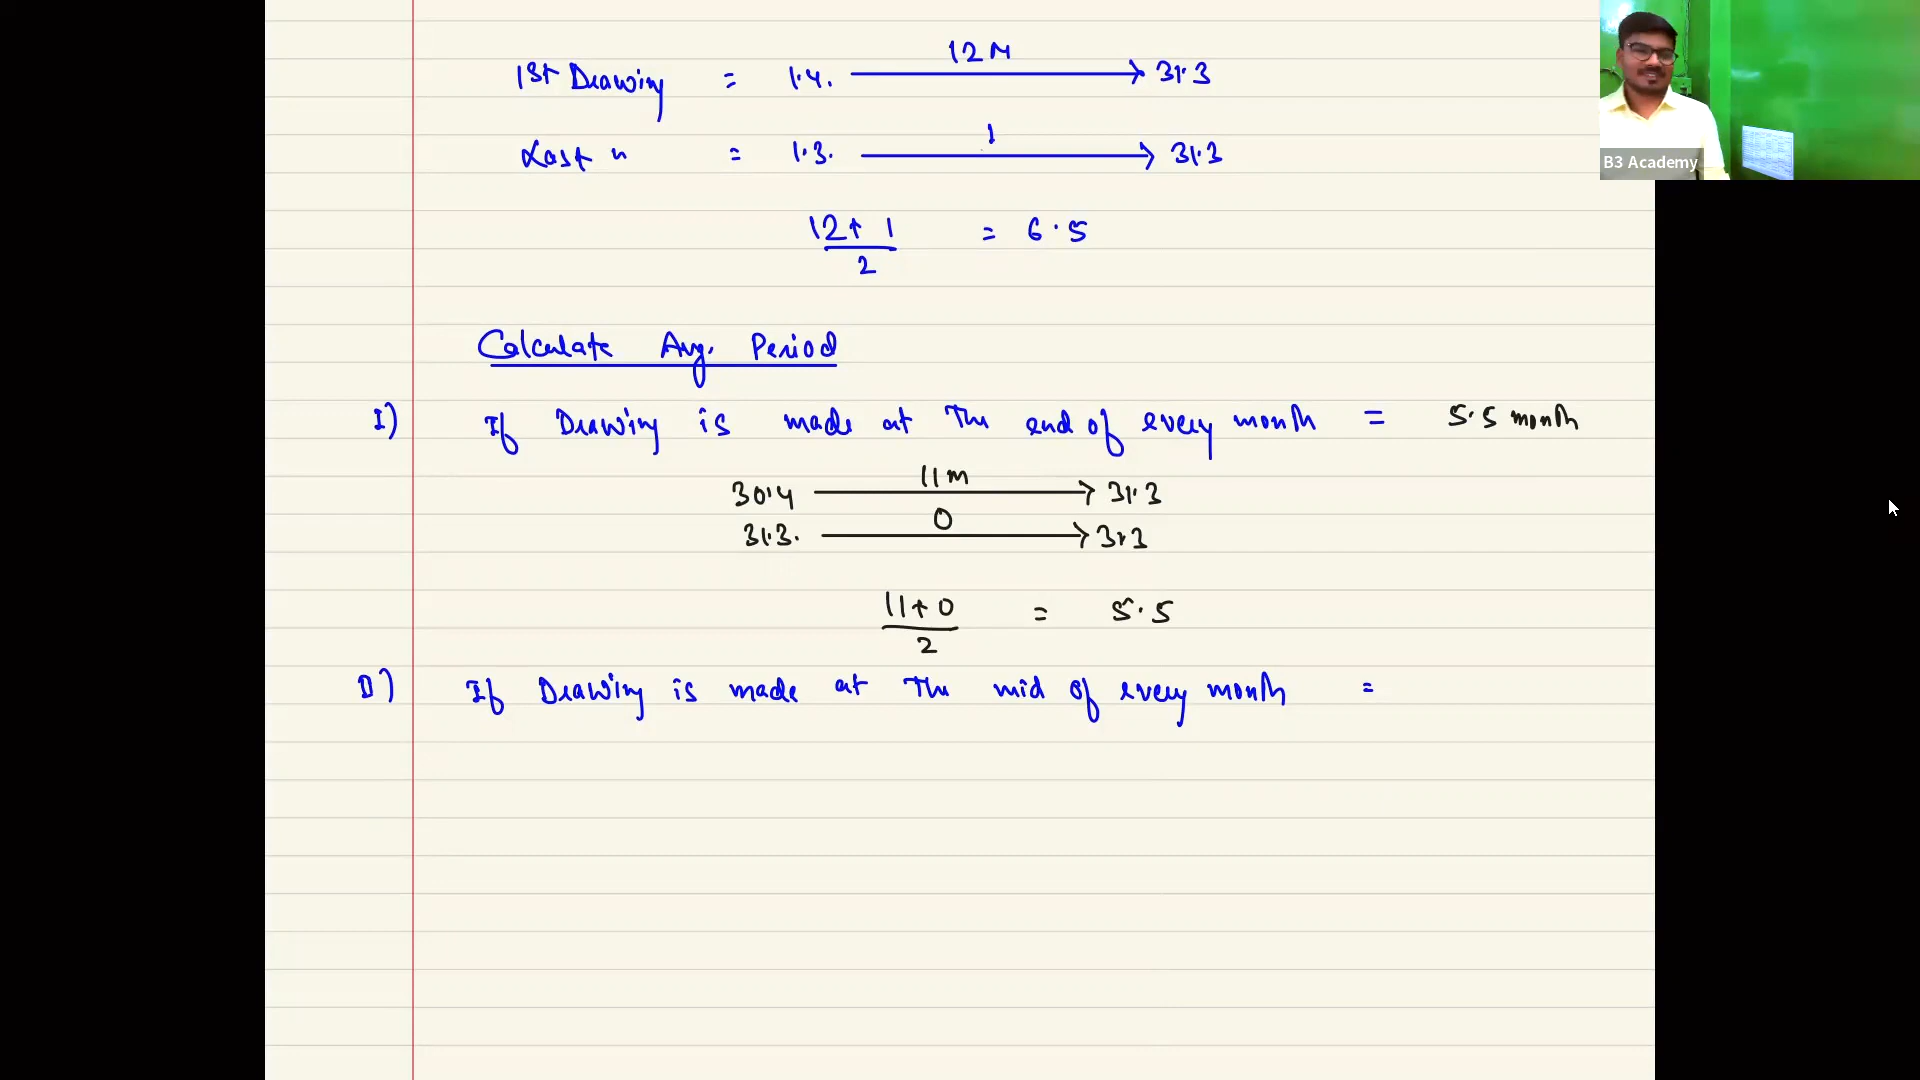 12 M
1st Drawing = 1.4. → 31.3
B3 Academy
1
Last " = 1.3. → 31.3
12 + 1 = 6.5
2
Calculate Avg. Period
I) If Drawing is made at the end of every month = 5.5 month
11 m
30.4 → 31.3
0
31.3. → 31.3
11 + 0 = 5.5
2
II) If Drawing is made at the mid of every month =